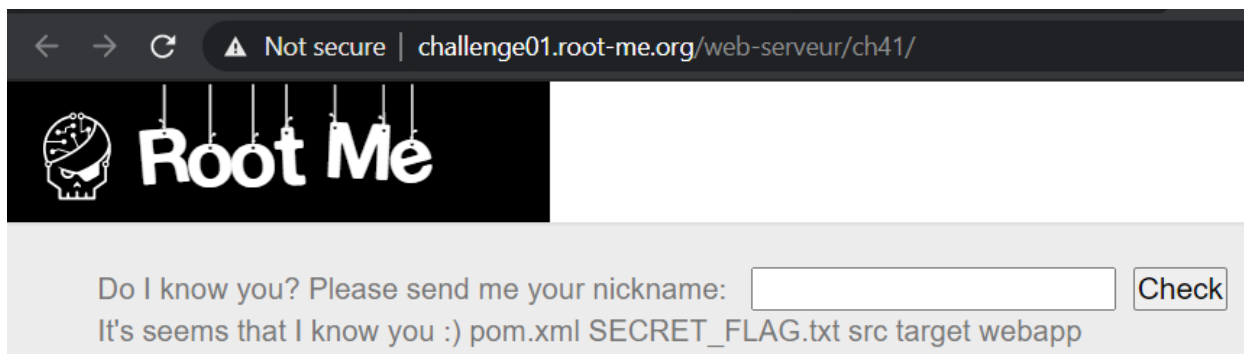 Not secure | challenge01.root-me.org/web-serveur/ch41/
Root Me
Do I know you? Please send me your nickname: Check
It's seems that I know you :) pom.xml SECRET_FLAG.txt src target webapp